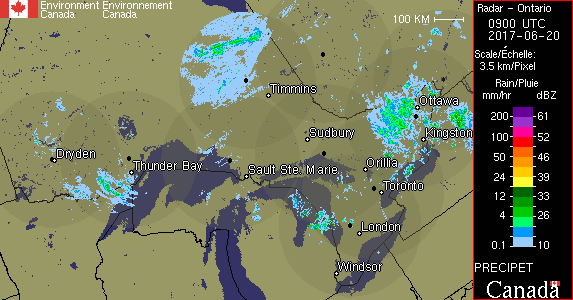 Environment Environnement
Canada Canada
100 KM
Timmins
Ottawa
Sudbury
Kingston
Dryden
Thunder Bay
Sault Ste. Marie
Orillia
Toronto
London
Windsor
Radar - Ontario
0900 UTC
2017-06-20
Scale/Échelle:
3.5 km/Pixel
Rain/Pluie
mm/hr dBZ
200 61
100 52
50 46
24 39
12 33
4 26
0.1 10
PRECIPET
Canada